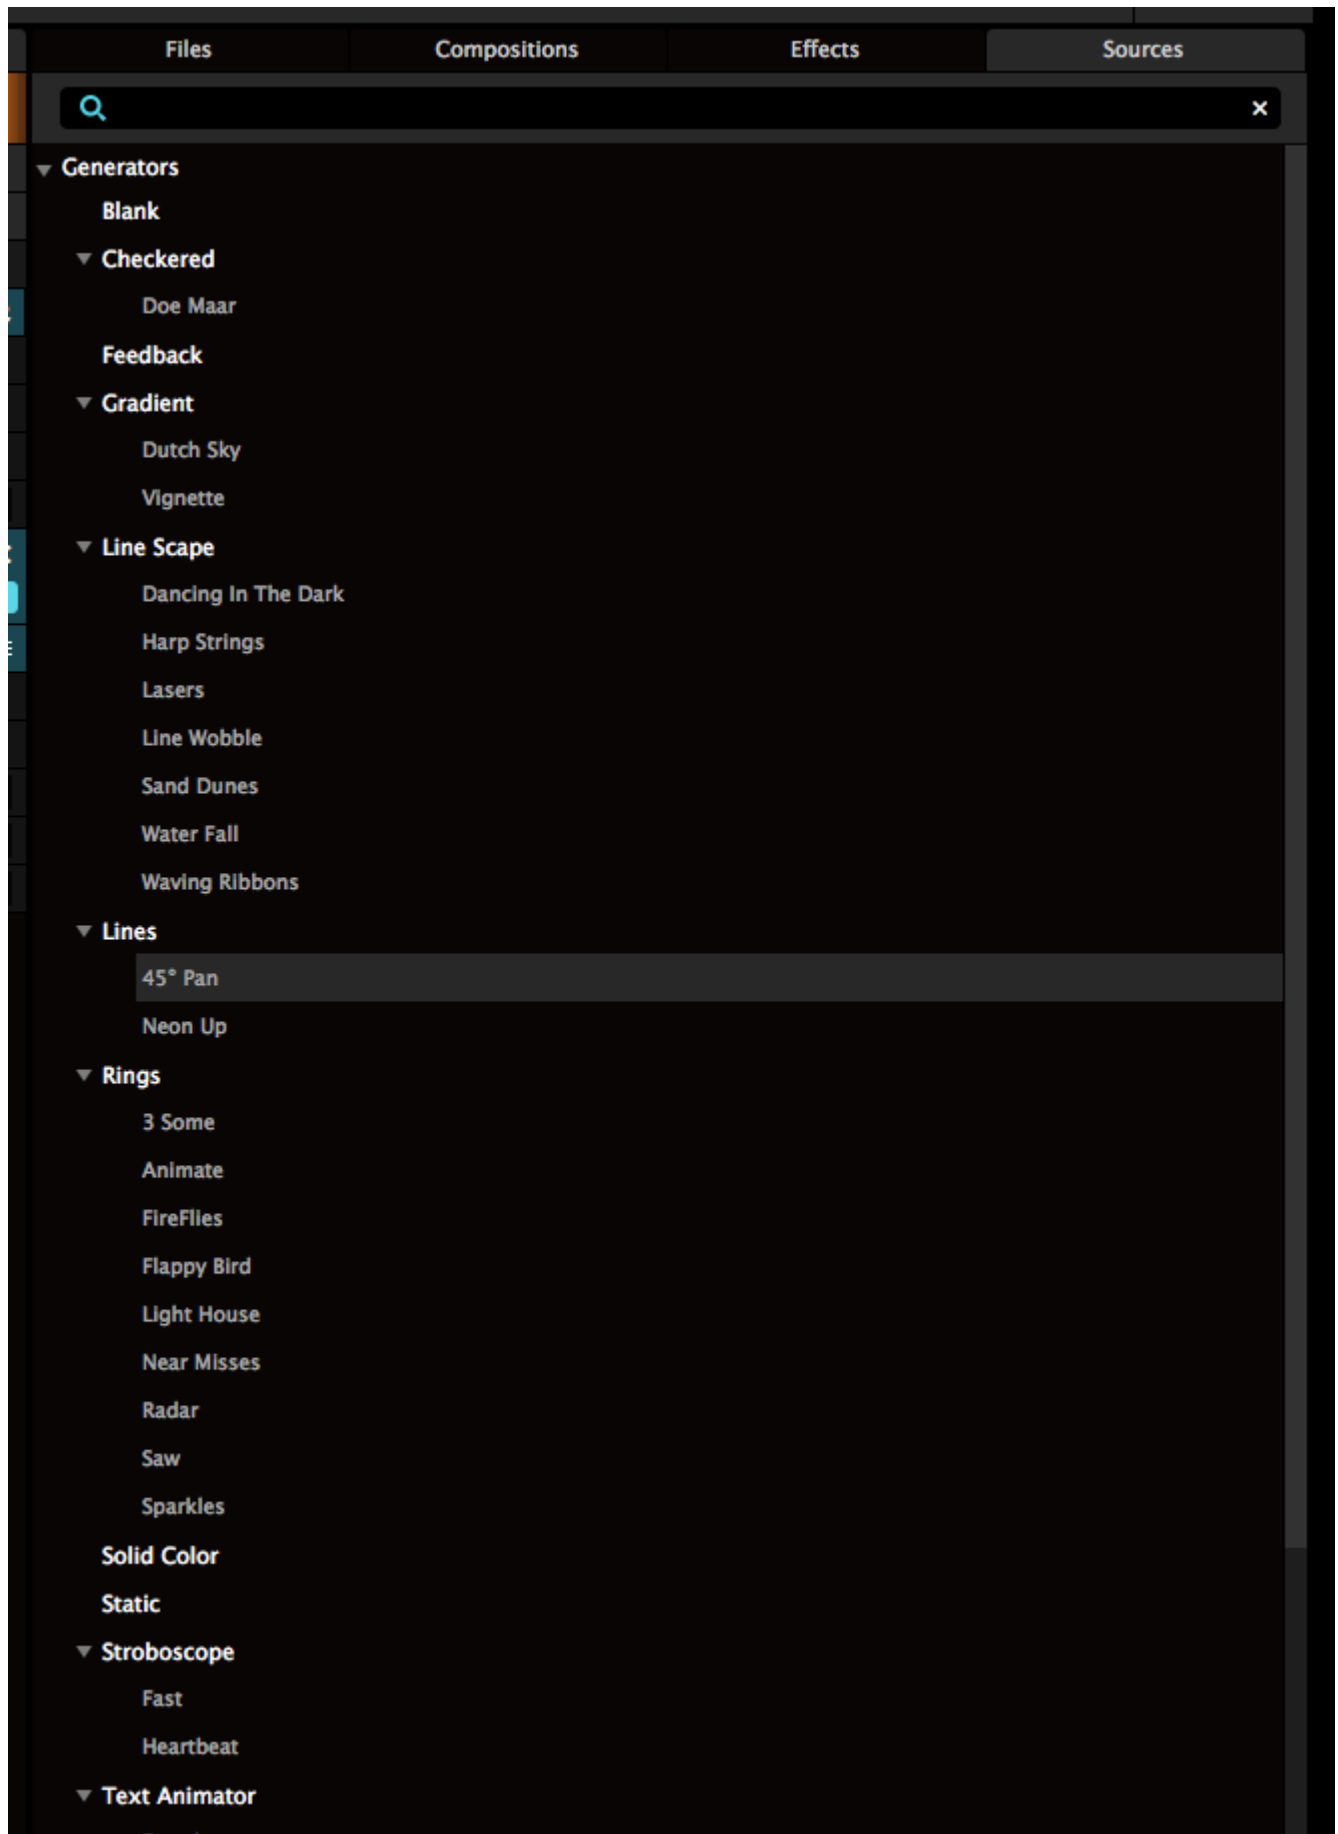 Files Compositions Effects Sources
Generators
Blank
Checkered
Doe Maar
Feedback
Gradient
Dutch Sky
Vignette
Line Scape
Dancing In The Dark
Harp Strings
Lasers
Line Wobble
Sand Dunes
Water Fall
Waving Ribbons
Lines
45° Pan
Neon Up
Rings
3 Some
Animate
FireFlies
Flappy Bird
Light House
Near Misses
Radar
Saw
Sparkles
Solid Color
Static
Stroboscope
Fast
Heartbeat
Text Animator